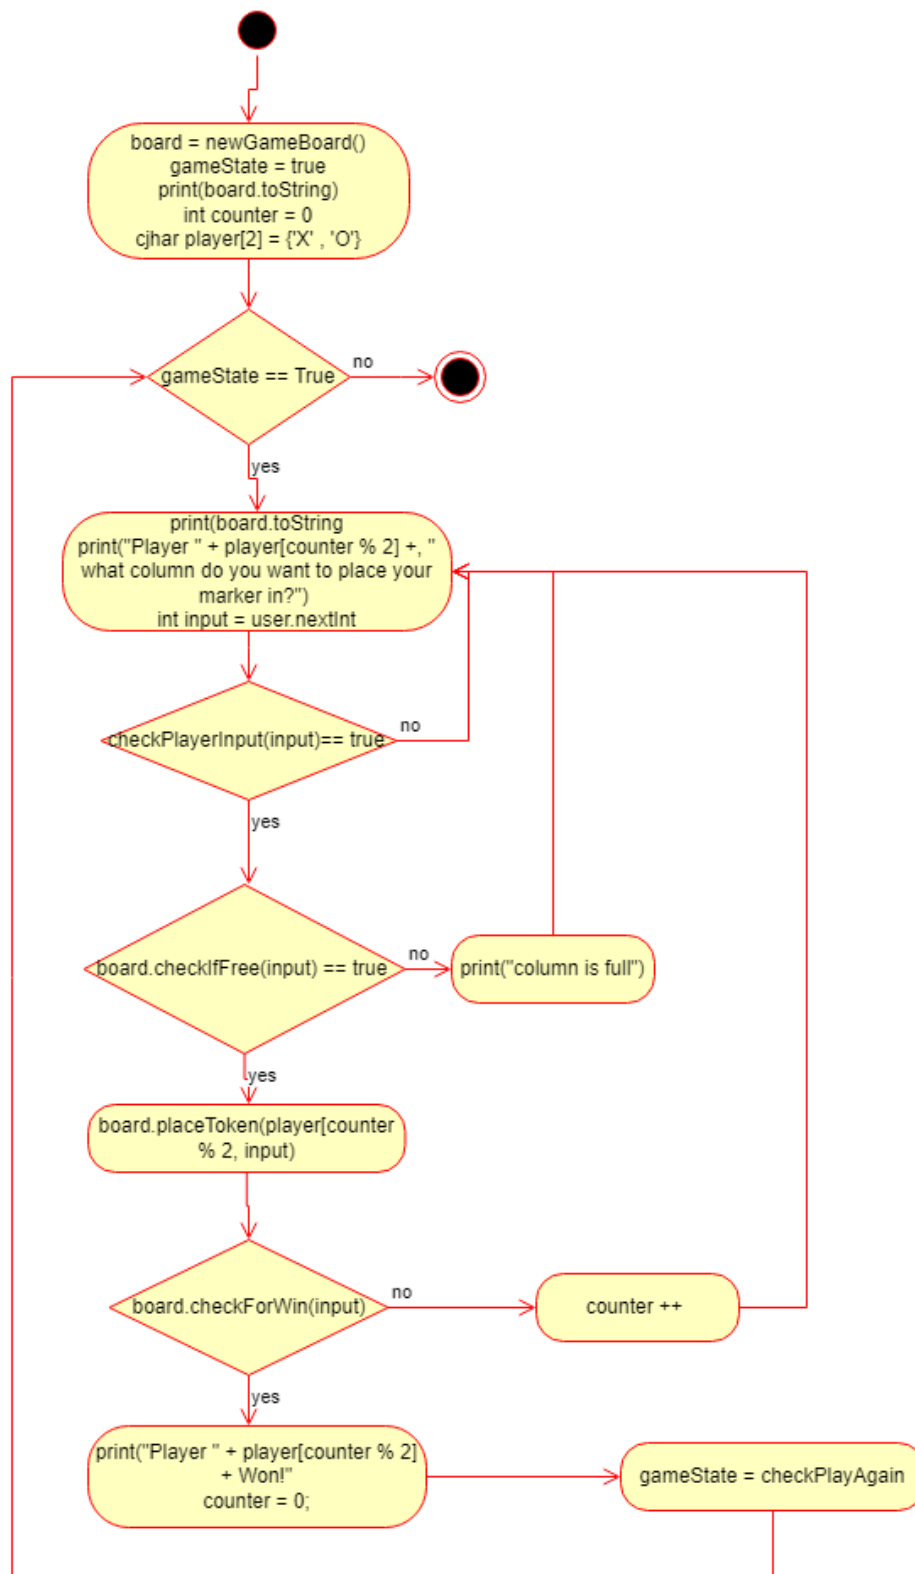 board = newGameBoard()
gameState = true
print(board.toString)
int counter = 0
cjhar player[2] = {'X' , 'O'}
gameState == True
no
yes
print(board.toString
print("Player " + player[counter % 2] +, "
what column do you want to place your
marker in?")
int input = user.nextInt
checkPlayerInput(input)== true
no
yes
board.checkIfFree(input) == true
no
print("column is full")
yes
board.placeToken(player[counter
% 2, input)
board.checkForWin(input)
no
counter ++
yes
print("Player " + player[counter % 2]
+ Won!"
counter = 0;
gameState = checkPlayAgain